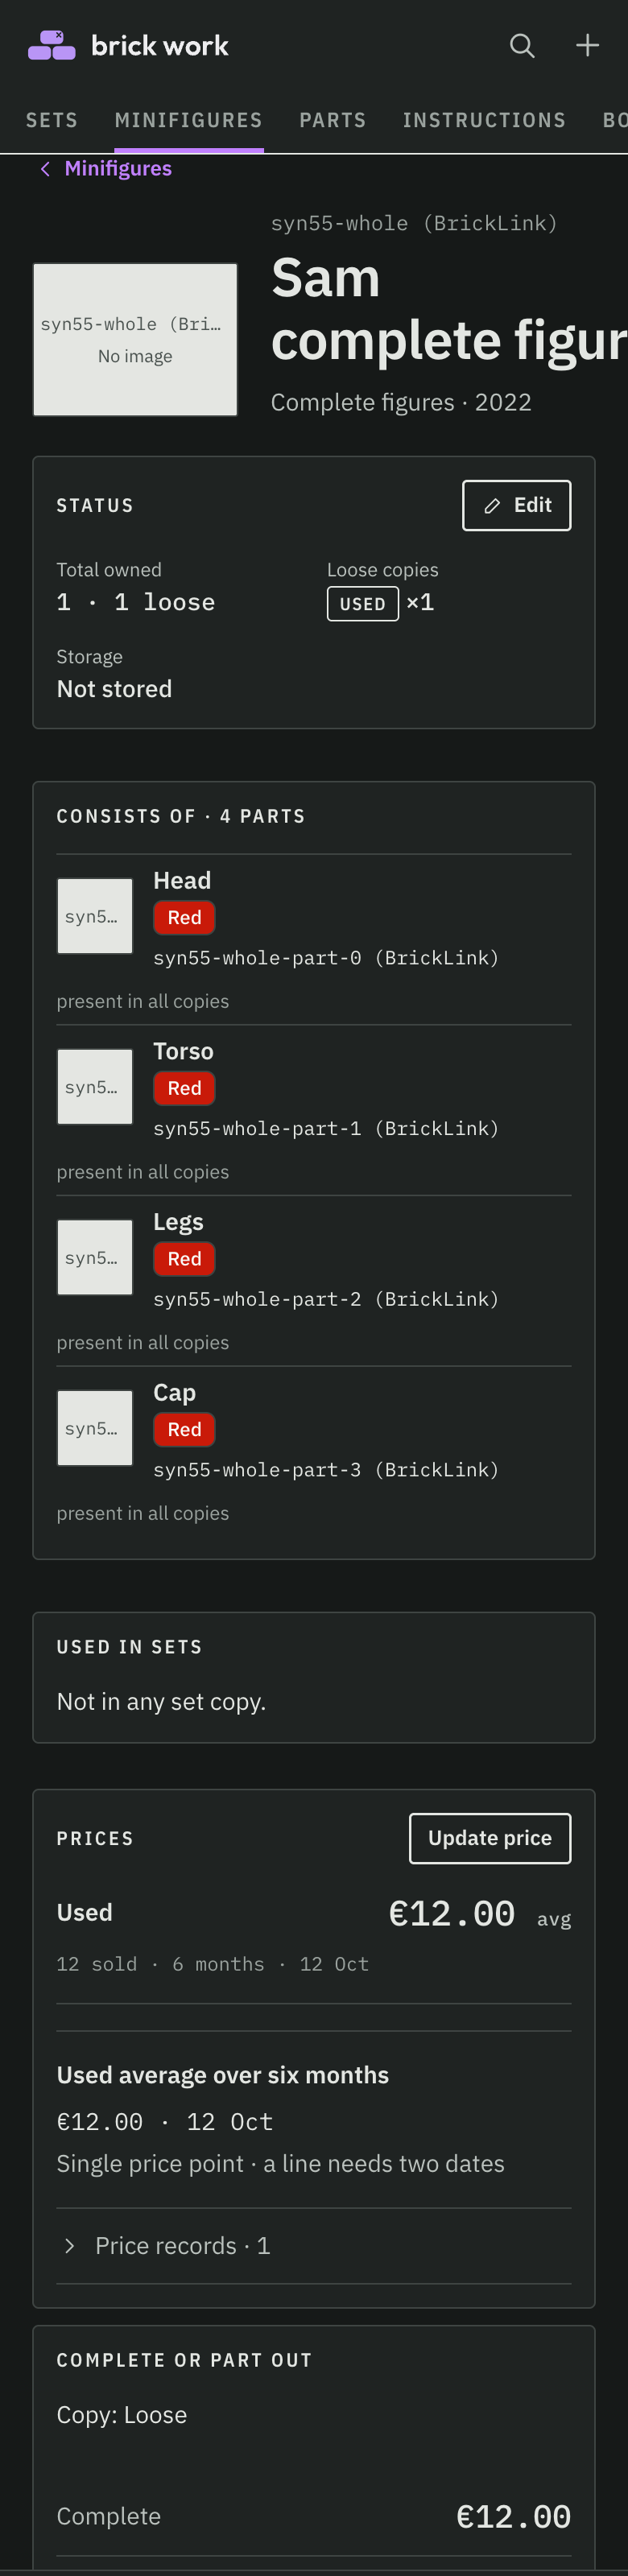 brick work
SETS MINIFIGURES PARTS INSTRUCTIONS BO
Minifigures
syn55-whole (BrickLink)
syn55-whole (Bri…
No image
Sam
complete figur
Complete figures · 2022
STATUS
Edit
Total owned
1 · 1 loose
Loose copies
USED ×1
Storage
Not stored
CONSISTS OF · 4 PARTS
syn5…
Head
Red
syn55-whole-part-0 (BrickLink)
present in all copies
syn5…
Torso
Red
syn55-whole-part-1 (BrickLink)
present in all copies
syn5…
Legs
Red
syn55-whole-part-2 (BrickLink)
present in all copies
syn5…
Cap
Red
syn55-whole-part-3 (BrickLink)
present in all copies
USED IN SETS
Not in any set copy.
PRICES
Update price
Used €12.00 avg
12 sold · 6 months · 12 Oct
Used average over six months
€12.00 · 12 Oct
Single price point · a line needs two dates
Price records · 1
COMPLETE OR PART OUT
Copy: Loose
Complete €12.00